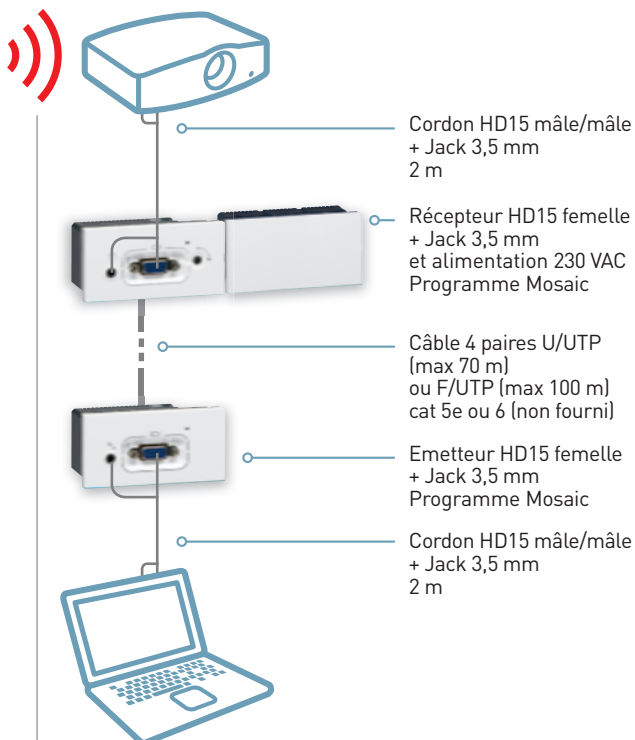 Cordon HD15 mâle/mâle
+ Jack 3,5 mm
2 m
Récepteur HD15 femelle
+ Jack 3,5 mm
et alimentation 230 VAC
Programme Mosaic
Câble 4 paires U/UTP
(max 70 m)
ou F/UTP (max 100 m)
cat 5e ou 6 (non fourni)
Emetteur HD15 femelle
+ Jack 3,5 mm
Programme Mosaic
Cordon HD15 mâle/mâle
+ Jack 3,5 mm
2 m